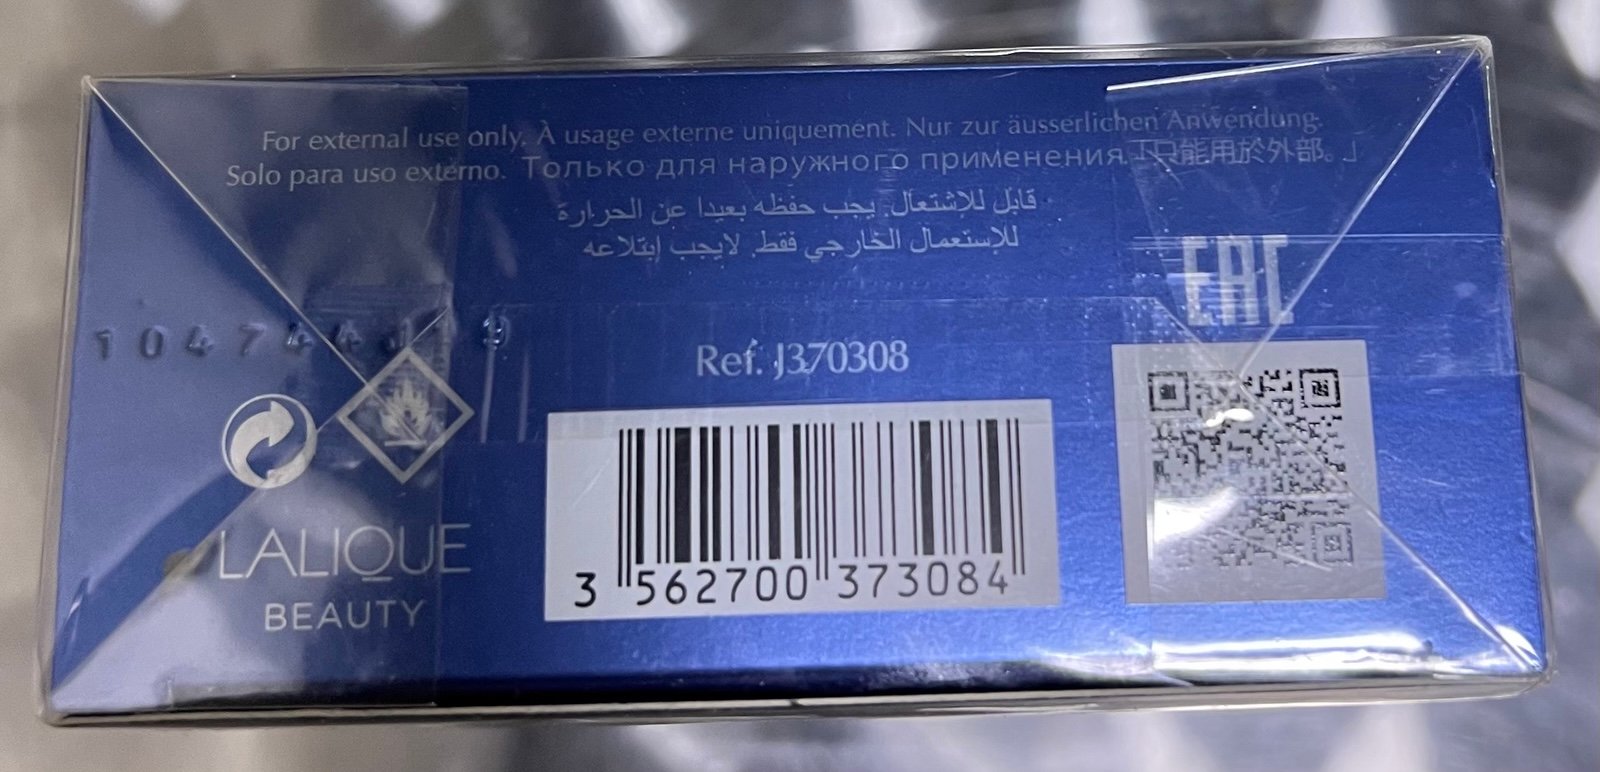 For external use only. À usage externe uniquement. Nur zur äusserlichen Anwendung.
Solo para uso externo. Только для наружного применения.「只能用於外部。」
قابل للاشتعال. يجب حفظه بعيدا عن الحرارة
للاستعمال الخارجي فقط. لايجب إبتلاعه
EAC
Ref. J370308
LALIQUE
BEAUTY
3 562700 373084